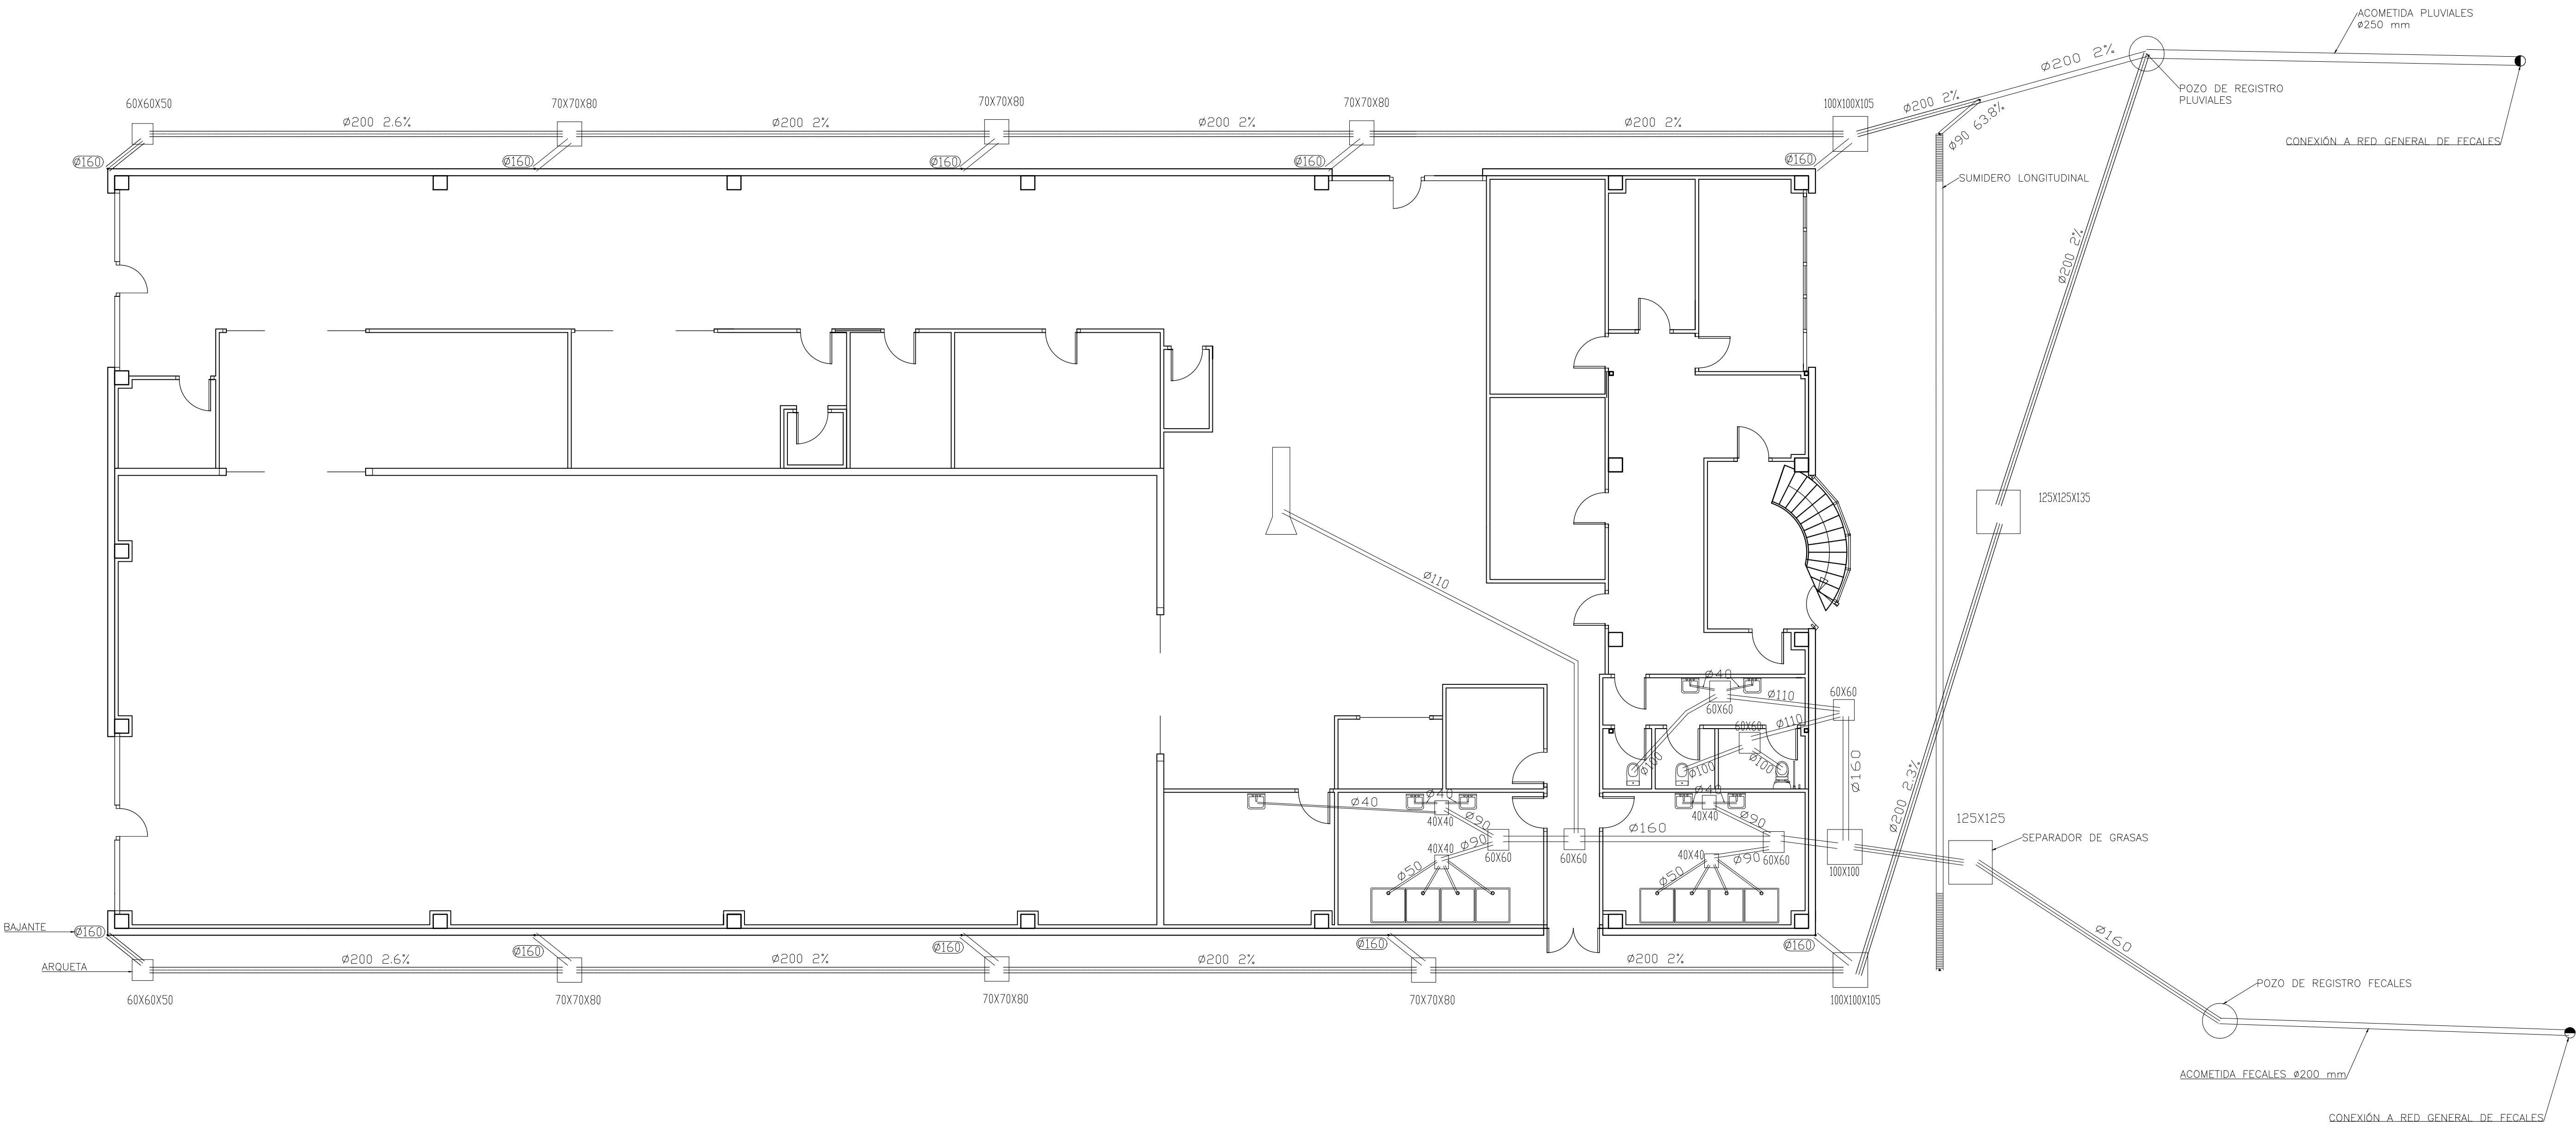 ACOMETIDA PLUVIALES
ø250 mm
ø200 2%
POZO DE REGISTRO
PLUVIALES
CONEXIÓN A RED GENERAL DE FECALES
60X60X50
70X70X80
70X70X80
70X70X80
100X100X105
ø200 2.6%
ø200 2%
ø200 2%
ø200 2%
ø200 2%
ø90 63.8%
ø160
ø160
ø160
ø160
ø160
SUMIDERO LONGITUDINAL
ø200 2%
125X125X135
ø110
ø40
60X60
ø110
60X60
60X60
ø110
ø100
ø100
ø100
ø160
ø200 2.3%
ø40
ø40
40X40
ø90
ø90
40X40
60X60
ø50
60X60
ø160
ø40
40X40
ø90
40X40
ø90
60X60
ø50
100X100
125X125
SEPARADOR DE GRASAS
ø160
BAJANTE
ø160
ø160
ø160
ø160
ø160
ARQUETA
ø200 2.6%
ø200 2%
ø200 2%
ø200 2%
60X60X50
70X70X80
70X70X80
70X70X80
100X100X105
POZO DE REGISTRO FECALES
ACOMETIDA FECALES ø200 mm
CONEXIÓN A RED GENERAL DE FECALES